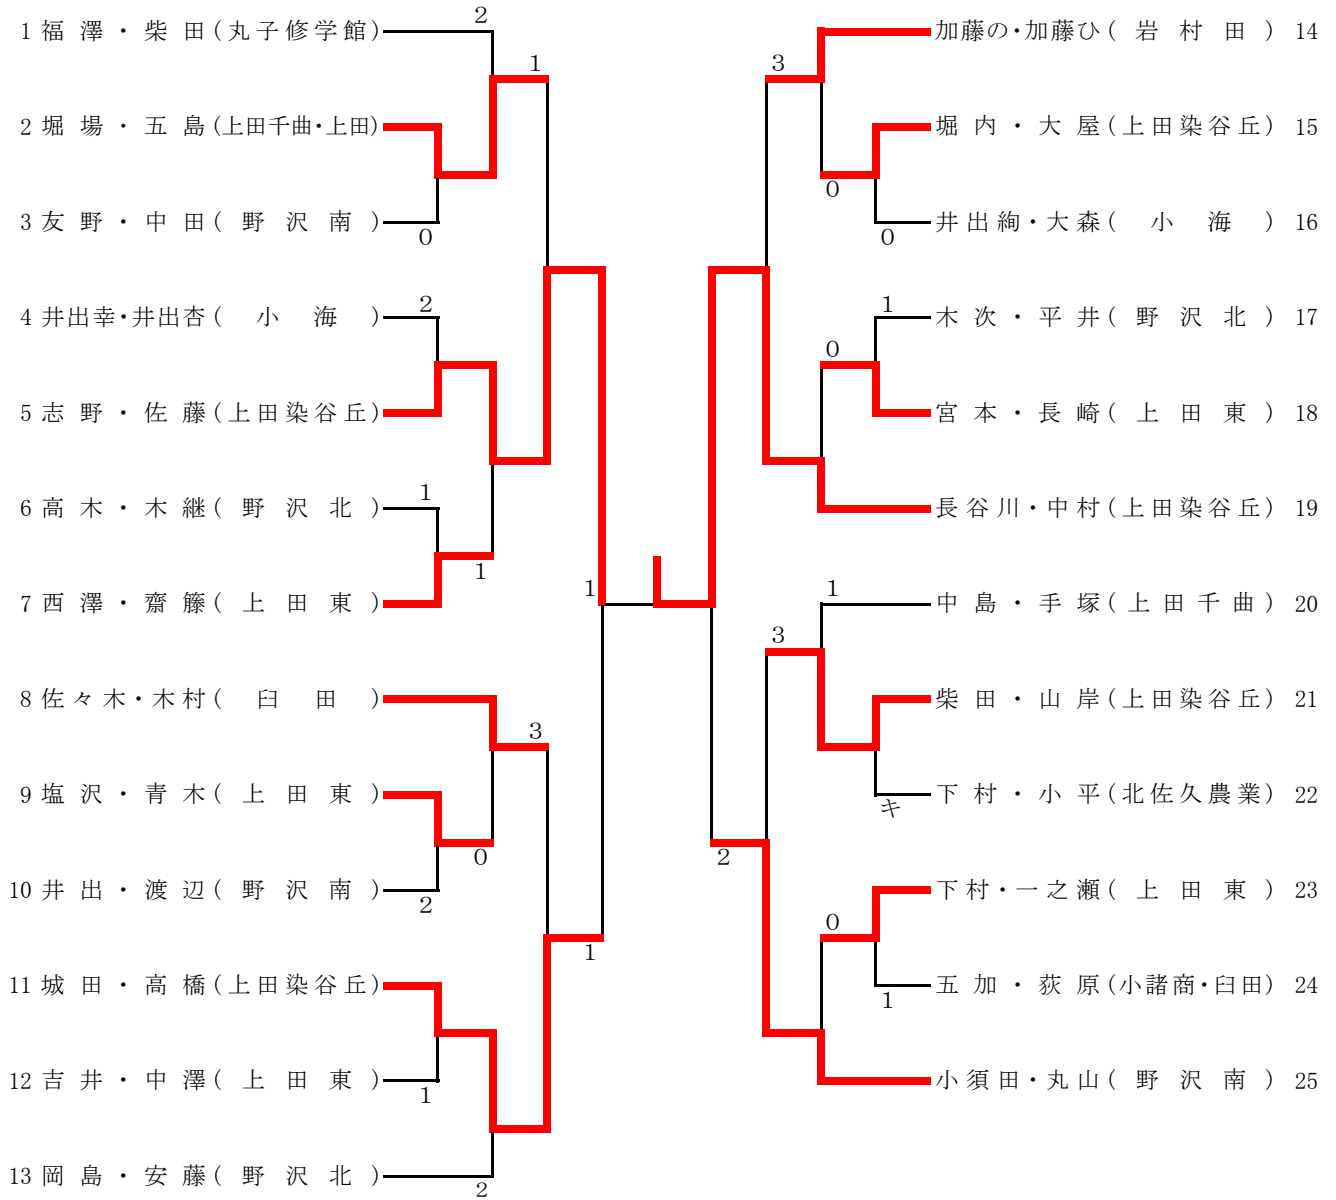 1 福澤・柴田(丸子修学館)
2
2 堀場・五島(上田千曲・上田)
1
3 友野・中田(野沢南)
0
4 井出幸・井出杏(小海)
2
5 志野・佐藤(上田染谷丘)
6 高木・木継(野沢北)
1
7 西澤・齋籐(上田東)
1
1
8 佐々木・木村(臼田)
3
9 塩沢・青木(上田東)
0
10 井出・渡辺(野沢南)
2
1
11 城田・高橋(上田染谷丘)
12 吉井・中澤(上田東)
1
13 岡島・安藤(野沢北)
2
加藤の・加藤ひ(岩村田) 14
3
堀内・大屋(上田染谷丘) 15
0
井出絢・大森(小海) 16
0
木次・平井(野沢北) 17
1
0
宮本・長崎(上田東) 18
長谷川・中村(上田染谷丘) 19
中島・手塚(上田千曲) 20
1
3
柴田・山岸(上田染谷丘) 21
下村・小平(北佐久農業) 22
キ
2
下村・一之瀬(上田東) 23
0
五加・荻原(小諸商・臼田) 24
1
小須田・丸山(野沢南) 25